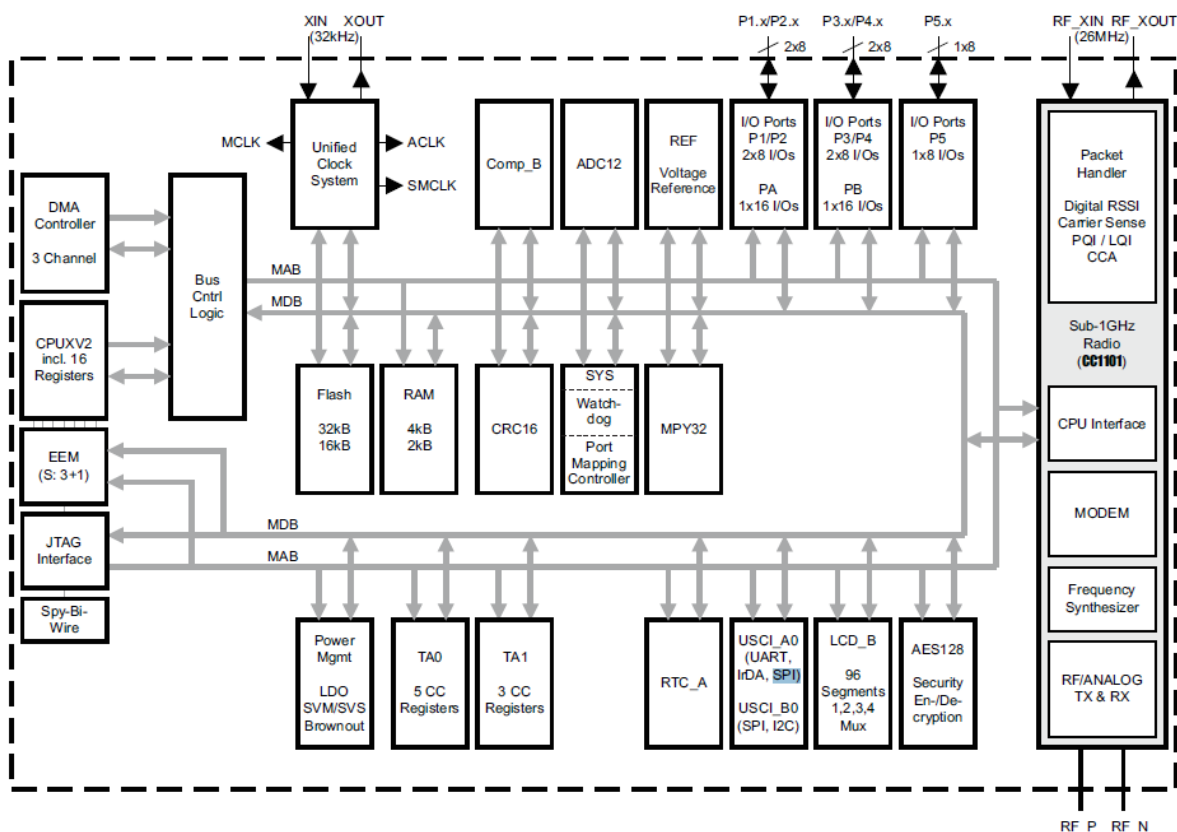 XIN XOUT
(32kHz)
P1.x/P2.x
2x8
P3.x/P4.x
2x8
P5.x
1x8
RF_XIN RF_XOUT
(26MHz)
MCLK
Unified
Clock
System
ACLK
SMCLK
Comp_B
ADC12
REF
Voltage
Reference
I/O Ports
P1/P2
2x8 I/Os
PA
1x16 I/Os
I/O Ports
P3/P4
2x8 I/Os
PB
1x16 I/Os
I/O Ports
P5
1x8 I/Os
Packet
Handler
Digital RSSI
Carrier Sense
PQI / LQI
CCA
DMA
Controller
3 Channel
Bus
Cntrl
Logic
MAB
MDB
CPUXV2
incl. 16
Registers
Flash
32kB
16kB
RAM
4kB
2kB
CRC16
SYS
Watch-
dog
Port
Mapping
Controller
MPY32
Sub-1GHz
Radio
(CC1101)
CPU Interface
EEM
(S: 3+1)
MODEM
JTAG
Interface
MDB
MAB
Spy-Bi-
Wire
Frequency
Synthesizer
Power
Mgmt
LDO
SVM/SVS
Brownout
TA0
5 CC
Registers
TA1
3 CC
Registers
RTC_A
USCI_A0
(UART,
IrDA, SPI)
USCI_B0
(SPI, I2C)
LCD_B
96
Segments
1,2,3,4
Mux
AES128
Security
En-/De-
cryption
RF/ANALOG
TX & RX
RF_P RF_N